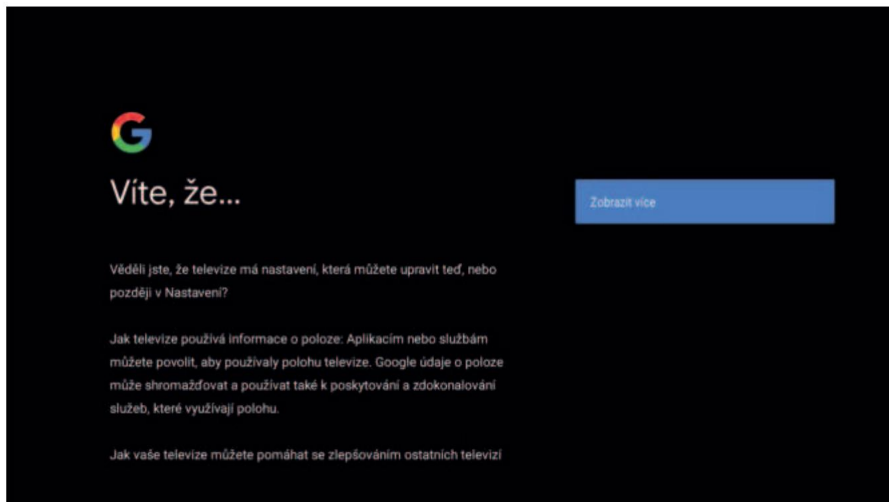 Víte, že...
Zobrazit více
Věděli jste, že televize má nastavení, která můžete upravit teď, nebo
později v Nastavení?
Jak televize používá informace o poloze: Aplikacím nebo službám
můžete povolit, aby používaly polohu televize. Google údaje o poloze
může shromažďovat a používat také k poskytování a zdokonalování
služeb, které využívají polohu.
Jak vaše televize můžete pomáhat se zlepšováním ostatních televizí